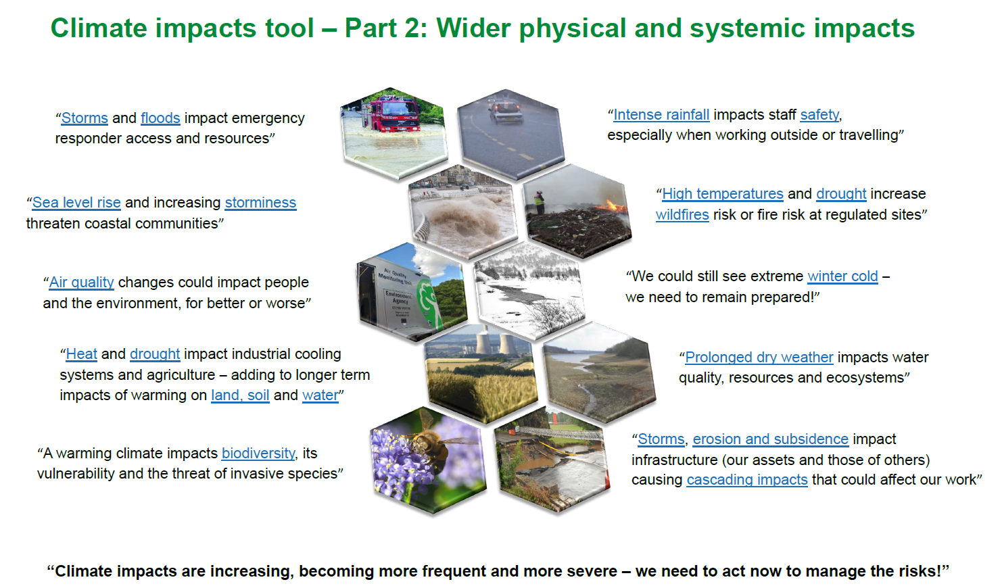 Climate impacts tool – Part 2: Wider physical and systemic impacts
“Storms and floods impact emergency
responder access and resources”
“Intense rainfall impacts staff safety,
especially when working outside or travelling”
“Sea level rise and increasing storminess
threaten coastal communities”
“High temperatures and drought increase
wildfires risk or fire risk at regulated sites”
“Air quality changes could impact people
and the environment, for better or worse”
Air Quality
Monitoring Unit
Environment
Agency
“We could still see extreme winter cold –
we need to remain prepared!”
“Heat and drought impact industrial cooling
systems and agriculture – adding to longer term
impacts of warming on land, soil and water”
“Prolonged dry weather impacts water
quality, resources and ecosystems”
“A warming climate impacts biodiversity, its
vulnerability and the threat of invasive species”
“Storms, erosion and subsidence impact
infrastructure (our assets and those of others)
causing cascading impacts that could affect our work”
“Climate impacts are increasing, becoming more frequent and more severe – we need to act now to manage the risks!”